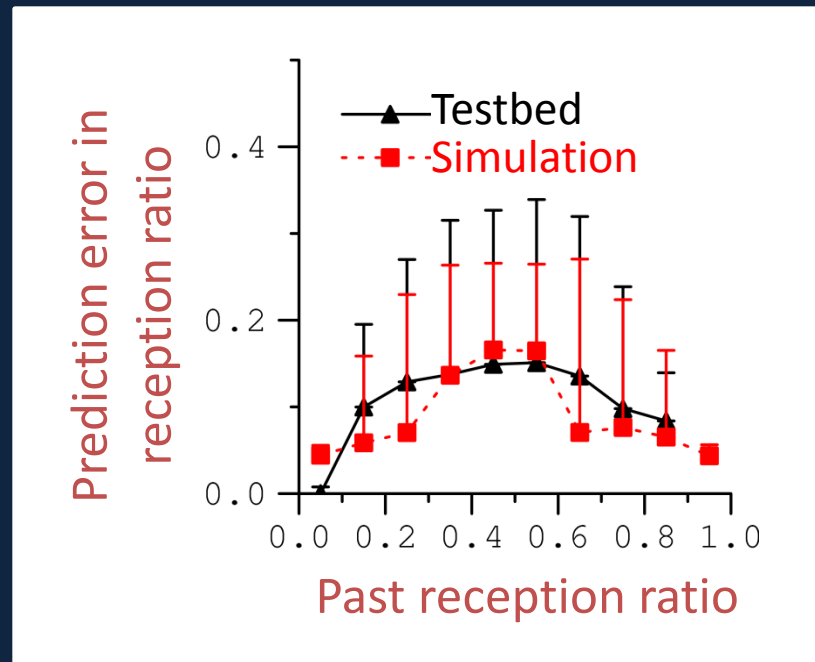 Prediction error in
reception ratio
0.4
0.2
0.0
Testbed
Simulation
0.0 0.2 0.4 0.6 0.8 1.0
Past reception ratio